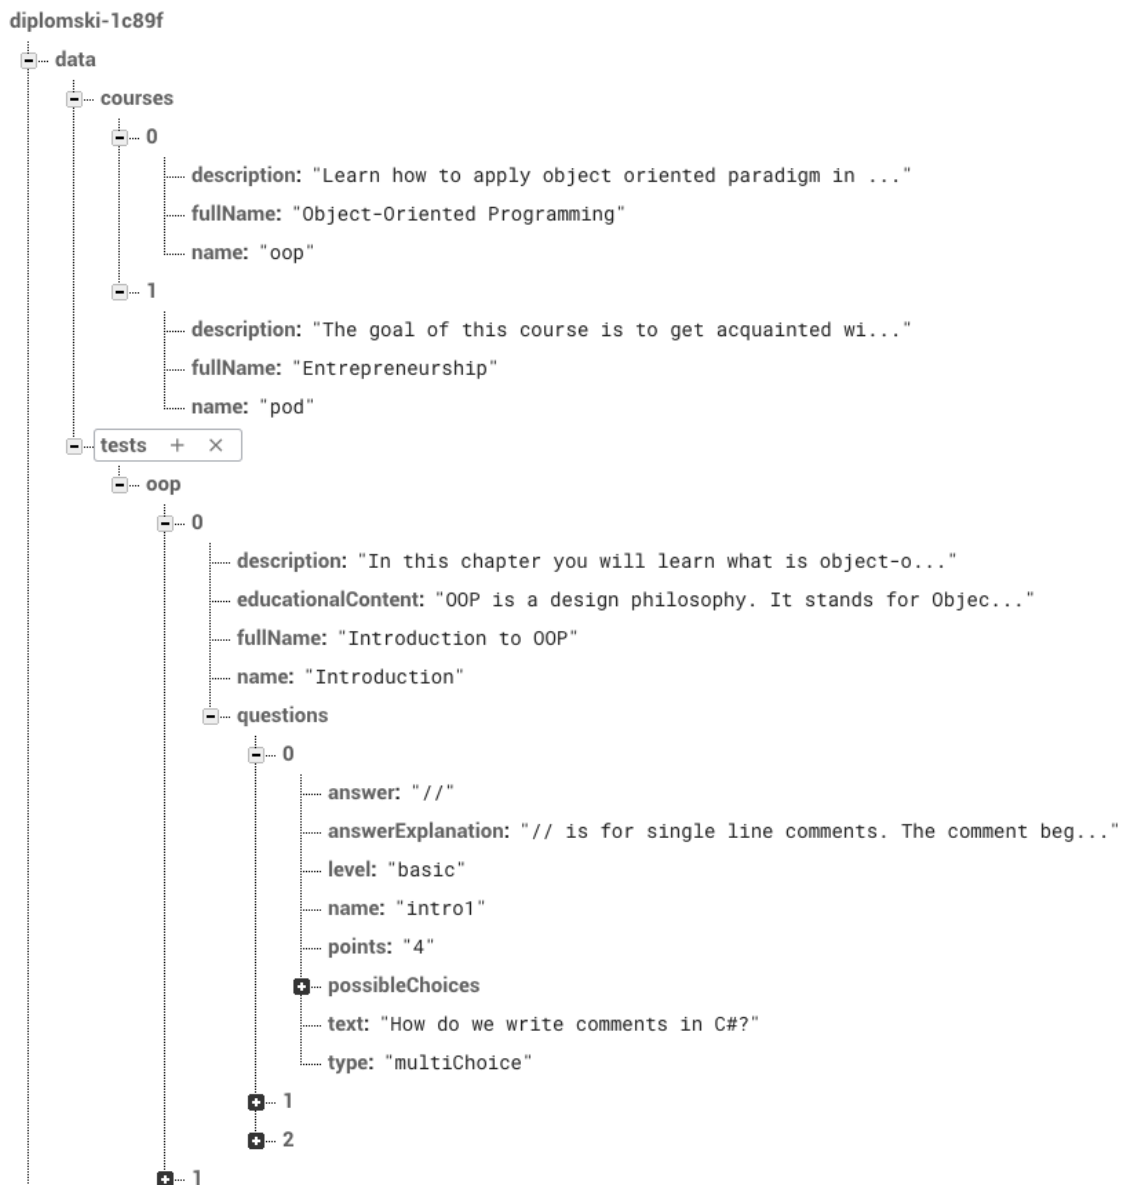 diplomski-1c89f
data
courses
0
description: "Learn how to apply object oriented paradigm in ..."
fullName: "Object-Oriented Programming"
name: "oop"
1
description: "The goal of this course is to get acquainted wi..."
fullName: "Entrepreneurship"
name: "pod"
tests + ×
oop
0
description: "In this chapter you will learn what is object-o..."
educationalContent: "OOP is a design philosophy. It stands for Objec..."
fullName: "Introduction to OOP"
name: "Introduction"
questions
0
answer: "//"
answerExplanation: "// is for single line comments. The comment beg..."
level: "basic"
name: "intro1"
points: "4"
possibleChoices
text: "How do we write comments in C#?"
type: "multiChoice"
1
2
1